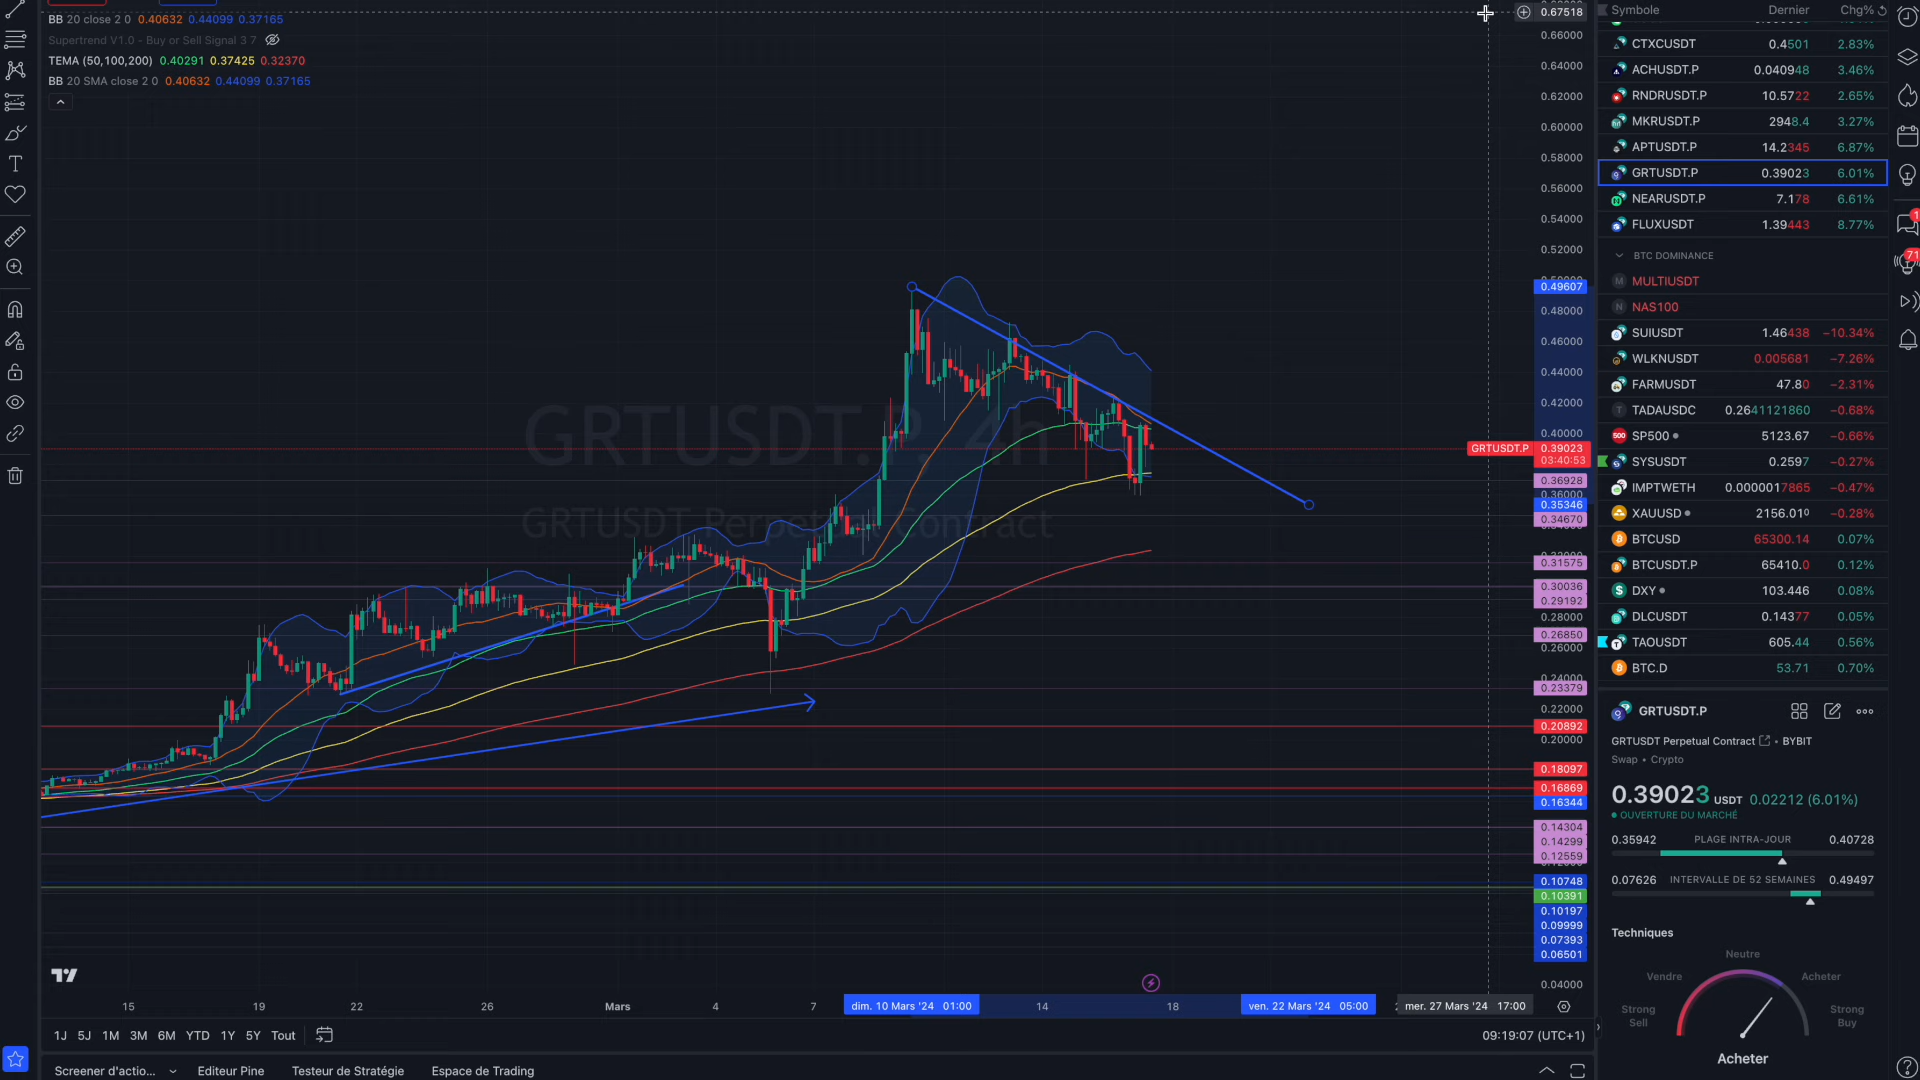 BB 20 close 2 0 0.40632 0.44099 0.37165
Supertrend V1.0 - Buy or Sell Signal 3 7
TEMA (50,100,200) 0.40291 0.37425 0.32370
BB 20 SMA close 2 0 0.40632 0.44099 0.37165
GRTUSDT.P, 4h
GRTUSDT Perpetual Contract
0.67518
0.66000
0.64000
0.62000
0.60000
0.58000
0.56000
0.54000
0.52000
0.50000
0.49607
0.48000
0.46000
0.44000
0.42000
0.40000
GRTUSDT.P 0.39023
03:40:53
0.36928
0.36000
0.35346
0.34670
0.32000
0.31575
0.30036
0.29192
0.28000
0.26850
0.26000
0.24000
0.23379
0.22000
0.20892
0.20000
0.18097
0.16869
0.16344
0.14304
0.14299
0.12559
0.10748
0.10391
0.10197
0.09999
0.07393
0.06501
0.04000
15 19 22 26 Mars 4 7 dim. 10 Mars '24 01:00 14 18 ven. 22 Mars '24 05:00 mer. 27 Mars '24 17:00
1J 5J 1M 3M 6M YTD 1Y 5Y Tout
09:19:07 (UTC+1)
Screener d'actio... Editeur Pine Testeur de Stratégie Espace de Trading
Symbole Dernier Chg%
CTXCUSDT 0.4501 2.83%
ACHUSDT.P 0.040948 3.46%
RNDRUSDT.P 10.5722 2.65%
MKRUSDT.P 2948.4 3.27%
APTUSDT.P 14.2345 6.87%
GRTUSDT.P 0.39023 6.01%
NEARUSDT.P 7.178 6.61%
FLUXUSDT 1.39443 8.77%
BTC DOMINANCE
M MULTIUSDT
N NAS100
SUIUSDT 1.46438 −10.34%
WLKNUSDT 0.005681 −7.26%
FARMUSDT 47.80 −2.31%
T TADAUSDC 0.2641121860 −0.68%
500 SP500 5123.67 −0.66%
SYSUSDT 0.2597 −0.27%
IMPTWETH 0.0000017865 −0.47%
XAUUSD 2156.01⁰ −0.28%
BTCUSD 65300.14 0.07%
BTCUSDT.P 65410.0 0.12%
DXY 103.446 0.08%
DLCUSDT 0.14377 0.05%
TAOUSDT 605.44 0.56%
BTC.D 53.71 0.70%
GRTUSDT.P
GRTUSDT Perpetual Contract • BYBIT
Swap • Crypto
0.39023 USDT 0.02212 (6.01%)
OUVERTURE DU MARCHÉ
0.35942 PLAGE INTRA-JOUR 0.40728
0.07626 INTERVALLE DE 52 SEMAINES 0.49497
Techniques
Neutre
Vendre Acheter
Strong Sell
Strong Buy
Acheter
1
71